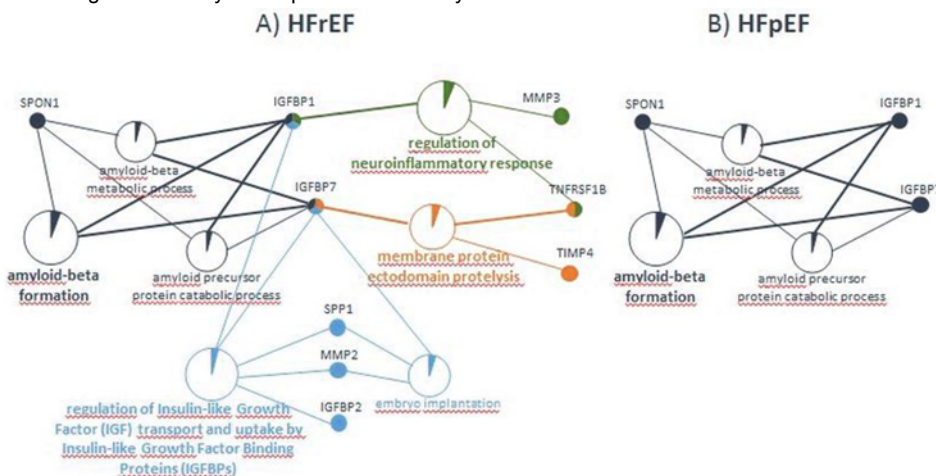 A) HFrEF
B) HFpEF
SPON1
IGFBP1
MMP3
regulation of
neuroinflammatory response
amyloid-beta
metabolic process
IGFBP7
TNFRSF1B
membrane protein
ectodomain protelysis
TIMP4
amyloid-beta
formation
amyloid precursor
protein catabolic process
SPP1
MMP2
IGFBP2
embryo implantation
regulation of Insulin-like Growth
Factor (IGF) transport and uptake by
Insulin-like Growth Factor Binding
Proteins (IGFBPs)
SPON1
IGFBP1
amyloid-beta
metabolic process
amyloid-beta
formation
amyloid precursor
protein catabolic process